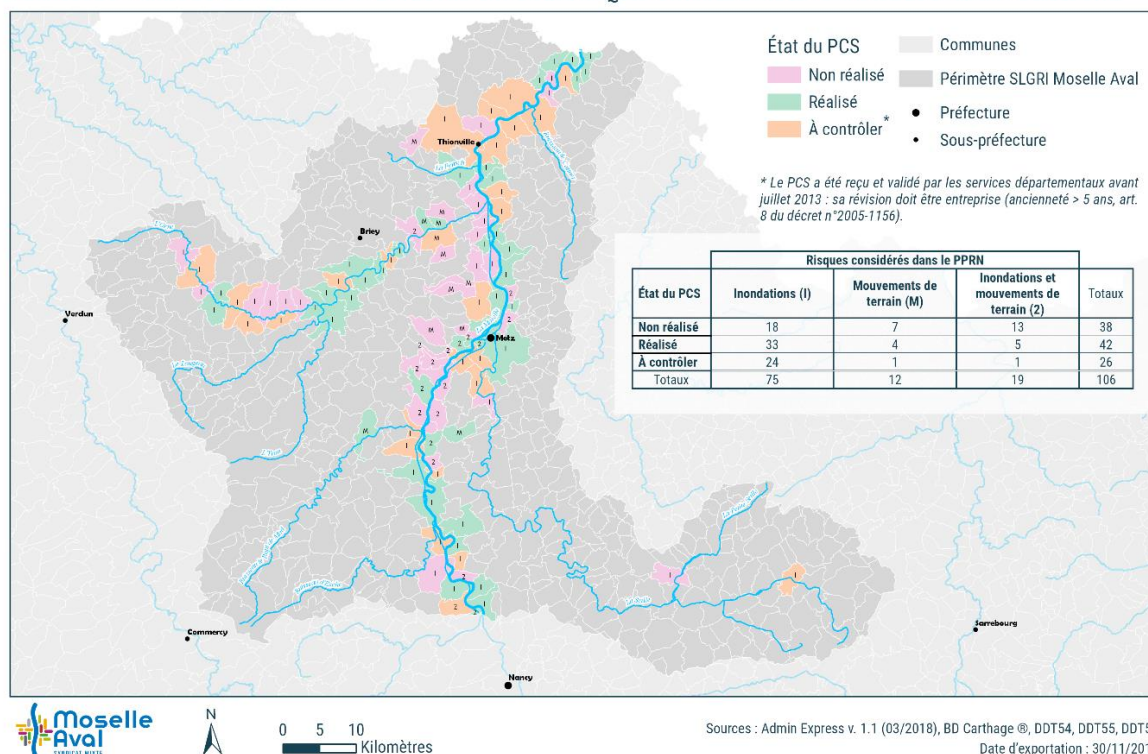 État du PCS
Non réalisé
Réalisé
À contrôler*
Communes
Périmètre SLGRI Moselle Aval
Préfecture
Sous-préfecture
* Le PCS a été reçu et validé par les services départementaux avant
juillet 2013 : sa révision doit être entreprise (ancienneté > 5 ans, art.
8 du décret n°2005-1156).
Risques considérés dans le PPRN
État du PCS Inondations (I) Mouvements de terrain (M) Inondations et mouvements de terrain (2) Totaux
Non réalisé 18 7 13 38
Réalisé 33 4 5 42
À contrôler 24 1 1 26
Totaux 75 12 19 106
Thionville
Briey
Verdun
Metz
Commercy
Nancy
Sarrebourg
L'Orne
Moselle
Aval
SYNDICAT MIXTE
N
0 5 10
Kilomètres
Sources : Admin Express v. 1.1 (03/2018), BD Carthage ®, DDT54, DDT55, DDT5
Date d'exportation : 30/11/201